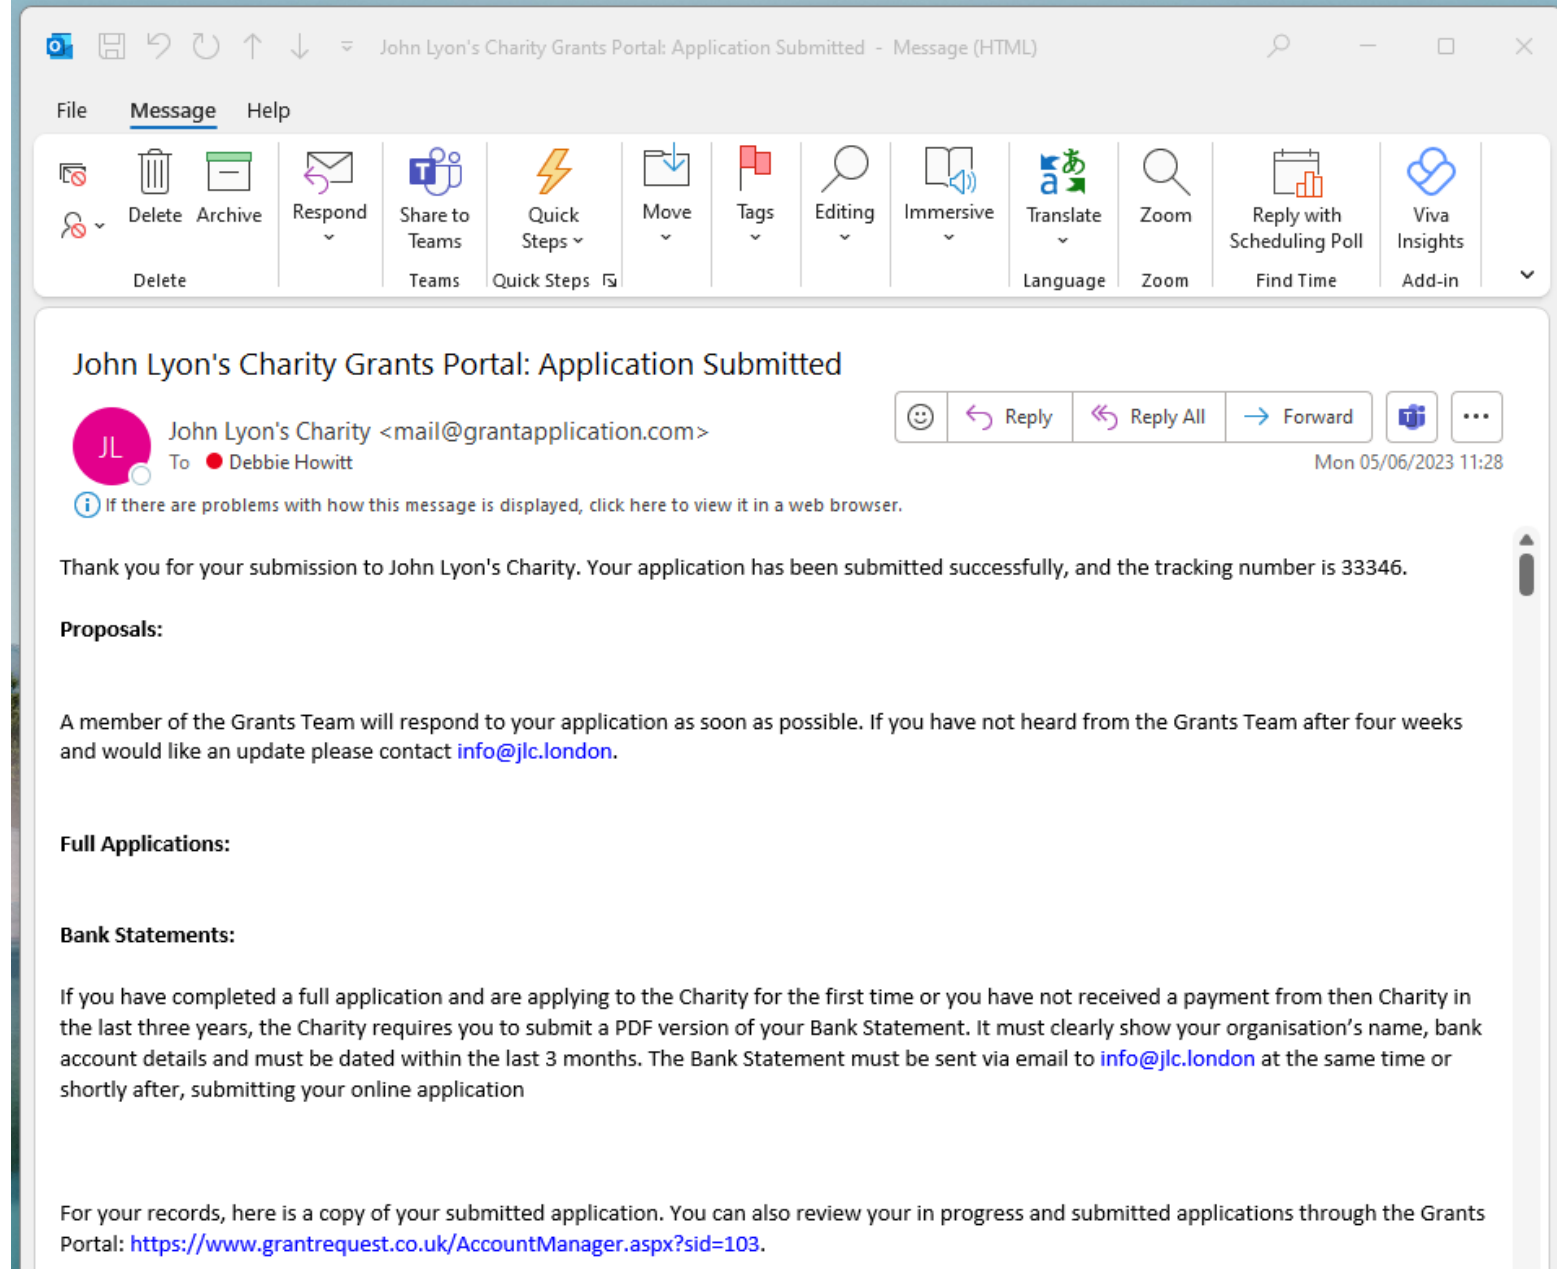 John Lyon's Charity Grants Portal: Application Submitted - Message (HTML)
File Message Help
Delete Archive Respond Share to Teams Quick Steps Move Tags Editing Immersive Translate Zoom Reply with Scheduling Poll Viva Insights
Delete Teams Quick Steps Language Zoom Find Time Add-in
John Lyon's Charity Grants Portal: Application Submitted
JL
John Lyon's Charity <mail@grantapplication.com>
To Debbie Howitt
Reply Reply All Forward
Mon 05/06/2023 11:28
If there are problems with how this message is displayed, click here to view it in a web browser.
Thank you for your submission to John Lyon's Charity. Your application has been submitted successfully, and the tracking number is 33346.
Proposals:
A member of the Grants Team will respond to your application as soon as possible. If you have not heard from the Grants Team after four weeks
and would like an update please contact info@jlc.london.
Full Applications:
Bank Statements:
If you have completed a full application and are applying to the Charity for the first time or you have not received a payment from then Charity in
the last three years, the Charity requires you to submit a PDF version of your Bank Statement. It must clearly show your organisation’s name, bank
account details and must be dated within the last 3 months. The Bank Statement must be sent via email to info@jlc.london at the same time or
shortly after, submitting your online application
For your records, here is a copy of your submitted application. You can also review your in progress and submitted applications through the Grants
Portal: https://www.grantrequest.co.uk/AccountManager.aspx?sid=103.